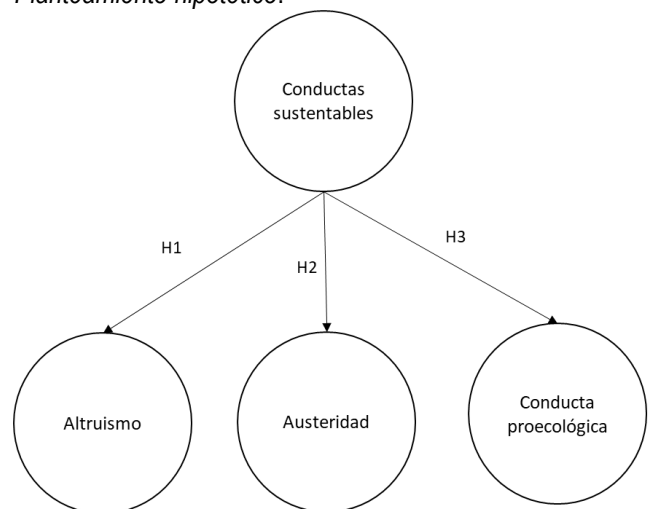 Planteamiento hipotético.
Conductas
sustentables
H1
H2
H3
Altruismo
Austeridad
Conducta
proecológica